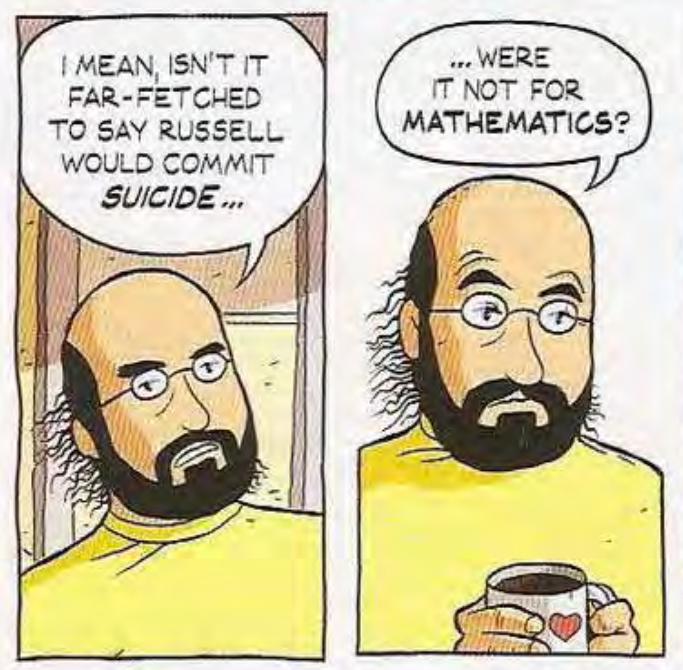 I MEAN, ISN'T IT
FAR-FETCHED
TO SAY RUSSELL
WOULD COMMIT
SUICIDE...
...WERE
IT NOT FOR
MATHEMATICS?